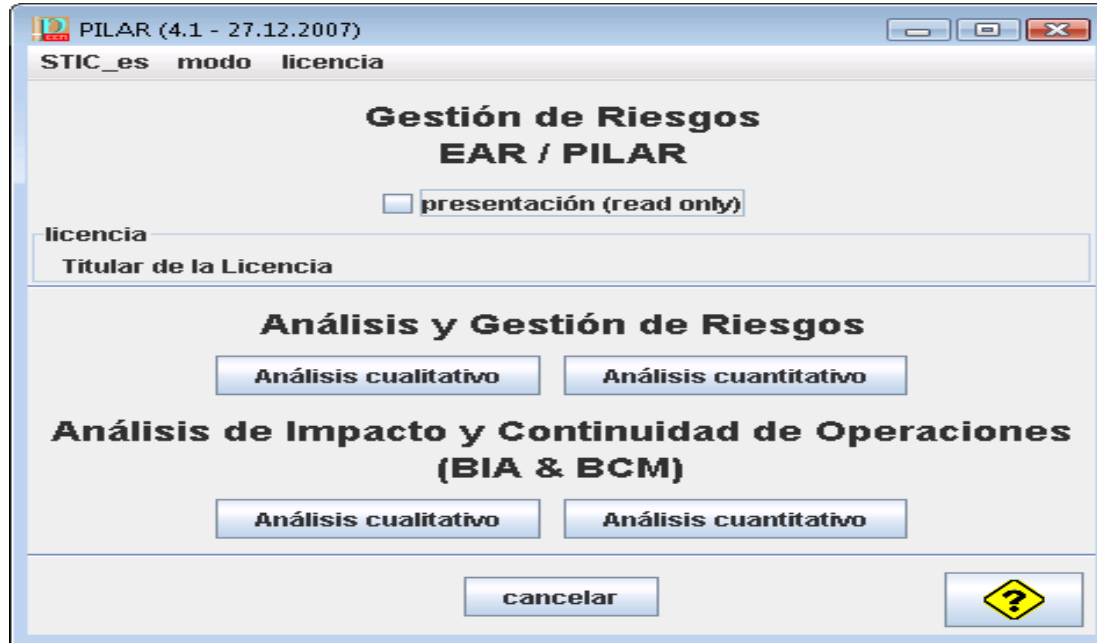 PILAR (4.1 - 27.12.2007)
STIC_es modo licencia
Gestión de Riesgos
EAR / PILAR
presentación (read only)
licencia
Titular de la Licencia
Análisis y Gestión de Riesgos
Análisis cualitativo Análisis cuantitativo
Análisis de Impacto y Continuidad de Operaciones
(BIA & BCM)
Análisis cualitativo Análisis cuantitativo
cancelar ?